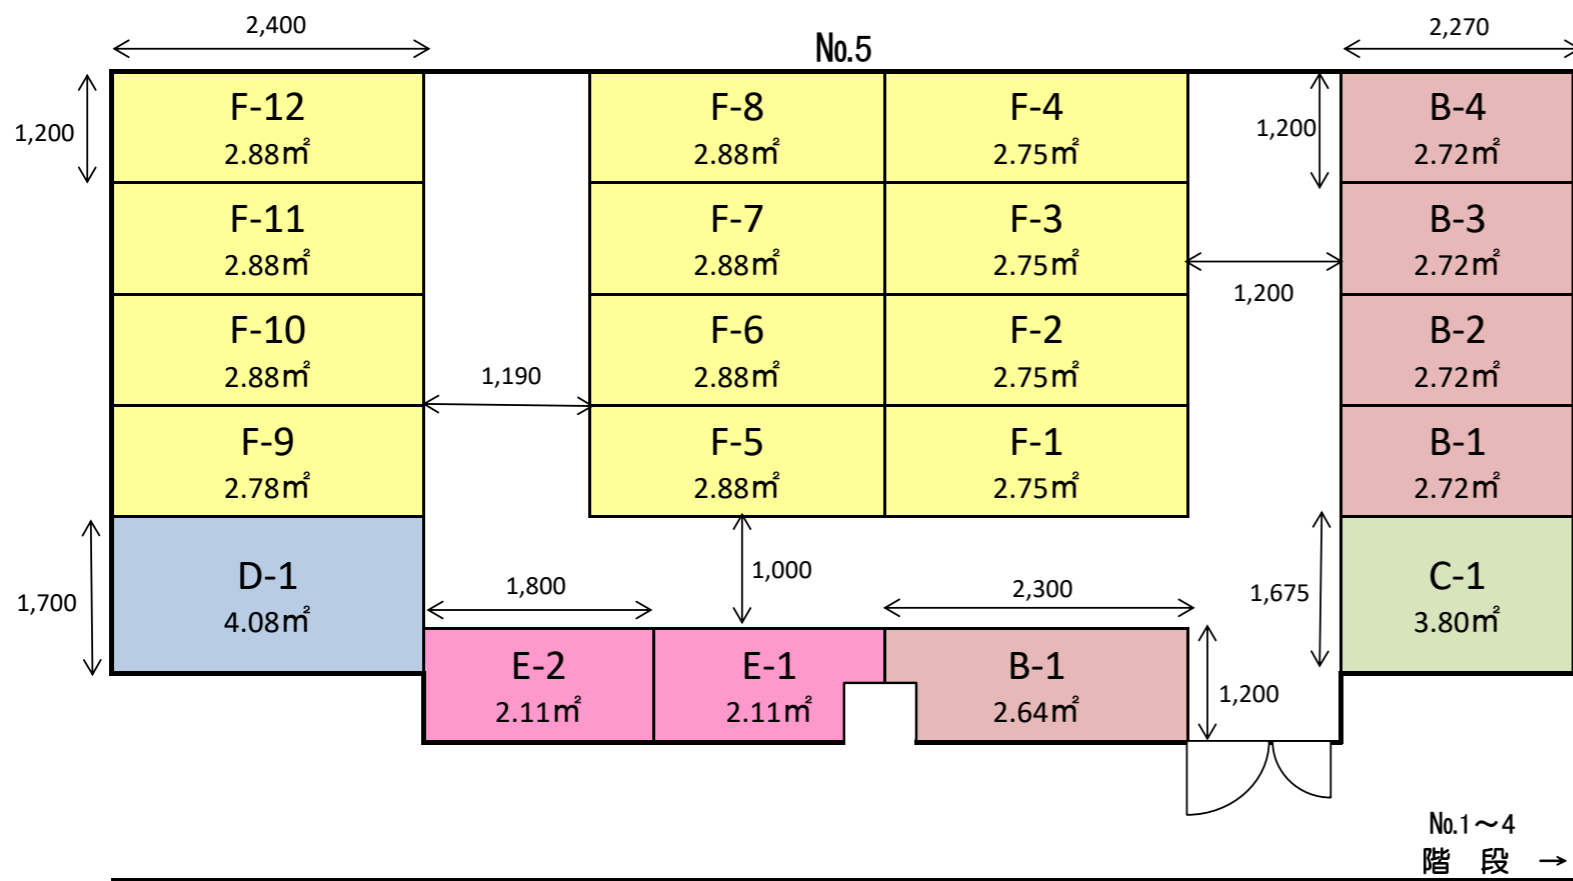 2,400
No.5
2,270
1,200
F-12
2.88㎡
F-8
2.88㎡
F-4
2.75㎡
1,200
B-4
2.72㎡
F-11
2.88㎡
F-7
2.88㎡
F-3
2.75㎡
B-3
2.72㎡
1,200
F-10
2.88㎡
F-6
2.88㎡
F-2
2.75㎡
B-2
2.72㎡
1,190
F-9
2.78㎡
F-5
2.88㎡
F-1
2.75㎡
B-1
2.72㎡
1,700
D-1
4.08㎡
1,800
1,000
2,300
1,675
C-1
3.80㎡
E-2
2.11㎡
E-1
2.11㎡
B-1
2.64㎡
1,200
No.1～4
階 段 →